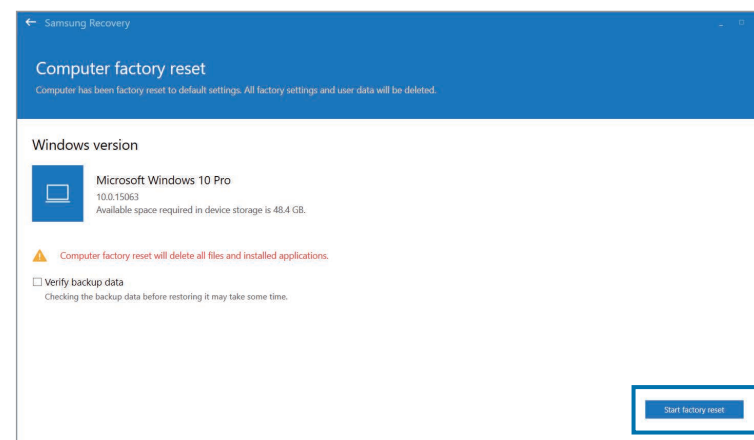 Samsung Recovery
Computer factory reset
Computer has been factory reset to default settings. All factory settings and user data will be deleted.
Windows version
Microsoft Windows 10 Pro
10.0.15063
Available space required in device storage is 48.4 GB.
Computer factory reset will delete all files and installed applications.
Verify backup data
Checking the backup data before restoring it may take some time.
Start factory reset